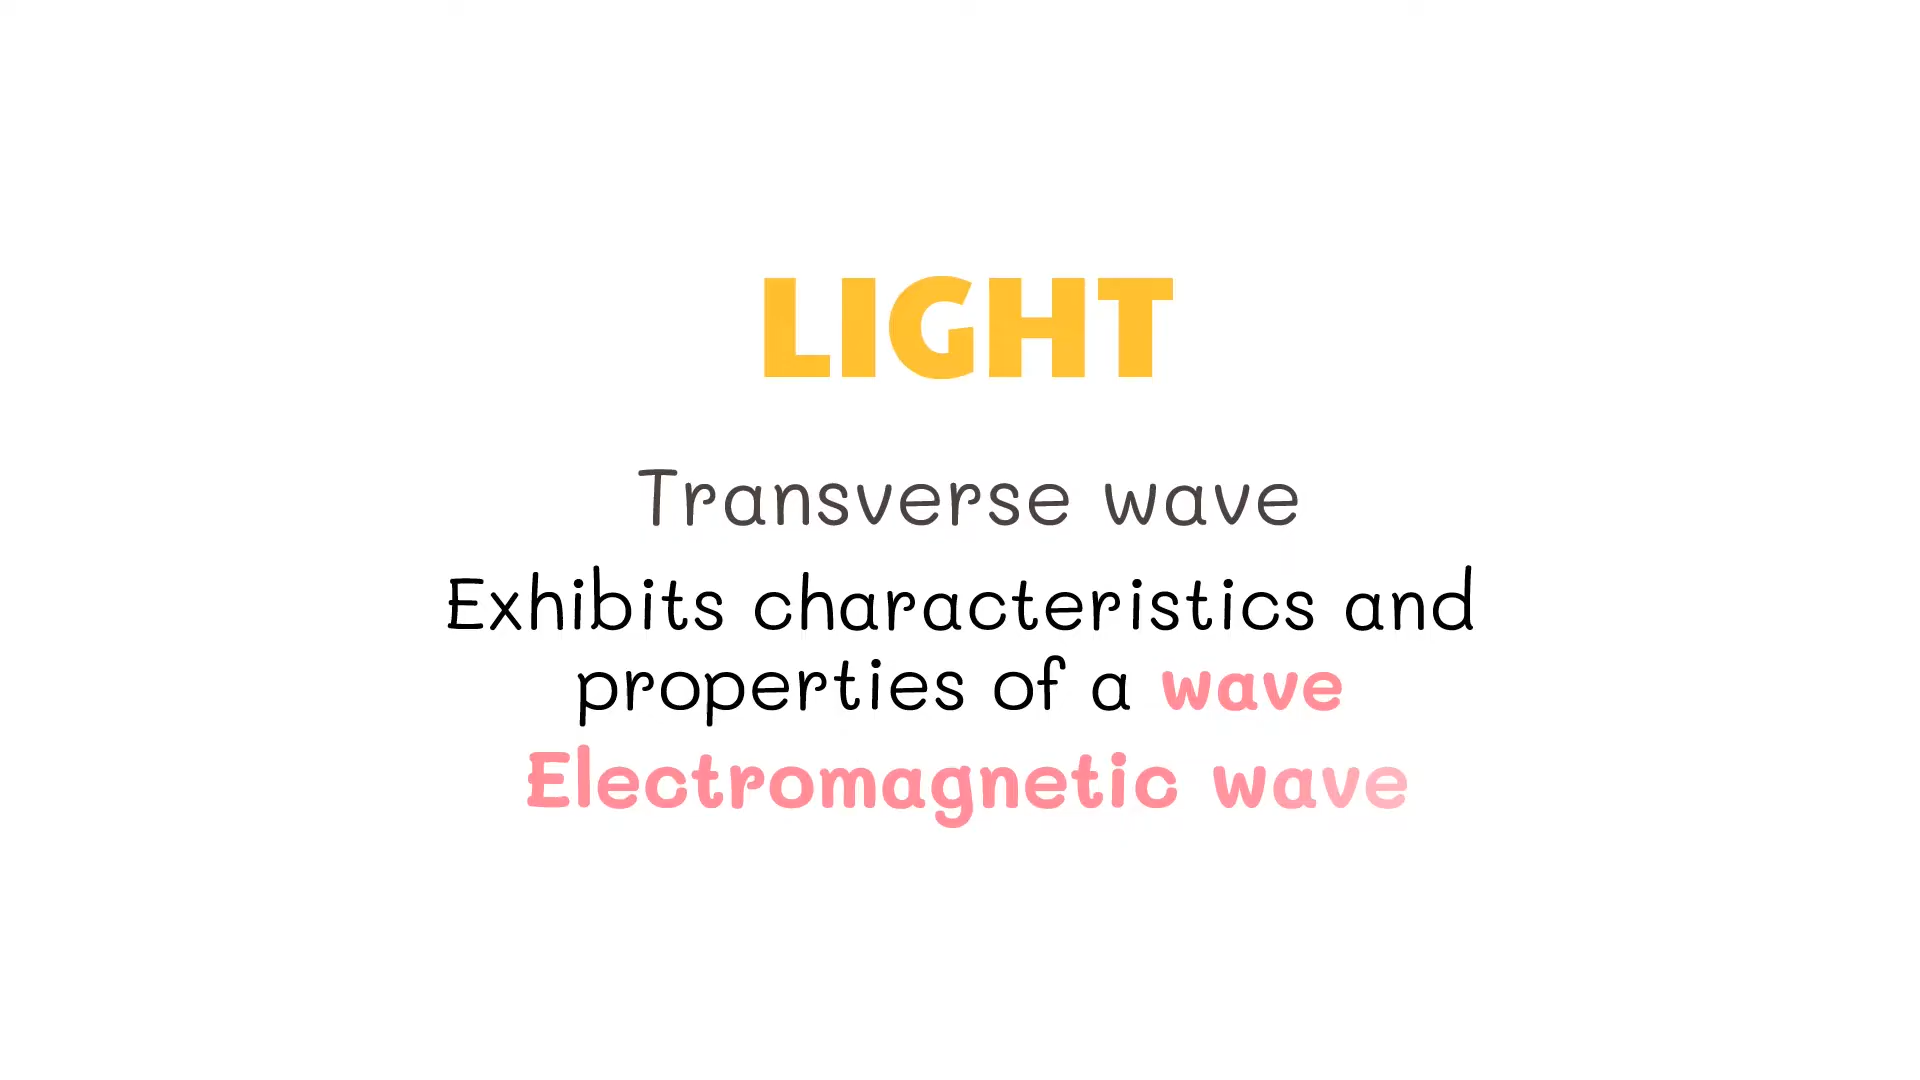 LIGHT
Transverse wave
Exhibits characteristics and
properties of a wave
Electromagnetic wave